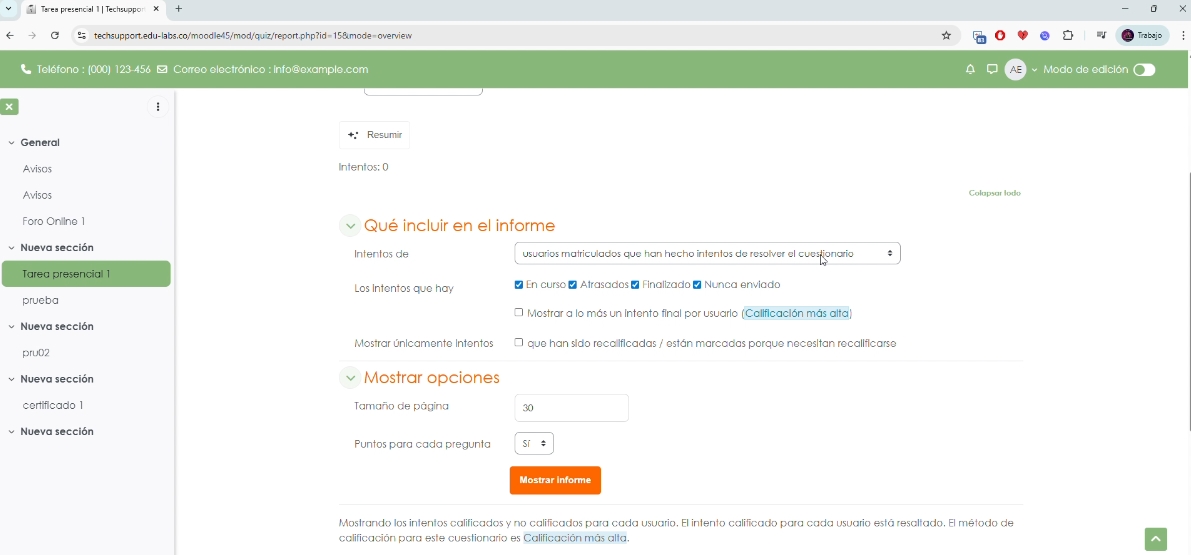 Tarea presencial 1 | Techsuppor
techsupport.edu-labs.co/moodle45/mod/quiz/report.php?id=15&mode=overview
Trabajo
Teléfono : (000) 123-456 Correo electrónico : info@example.com
AE Modo de edición
General
Avisos
Avisos
Foro Online 1
Nueva sección
Tarea presencial 1
prueba
Nueva sección
pru02
Nueva sección
certificado 1
Nueva sección
Resumir
Intentos: 0
Colapsar todo
Qué incluir en el informe
Intentos de usuarios matriculados que han hecho intentos de resolver el cuestionario
Los intentos que hay En curso Atrasados Finalizado Nunca enviado
Mostrar a lo más un intento final por usuario (Calificación más alta)
Mostrar únicamente intentos que han sido recalificadas / están marcadas porque necesitan recalificarse
Mostrar opciones
Tamaño de página 30
Puntos para cada pregunta Sí
Mostrar informe
Mostrando los intentos calificados y no calificados para cada usuario. El intento calificado para cada usuario está resaltado. El método de
calificación para este cuestionario es Calificación más alta.